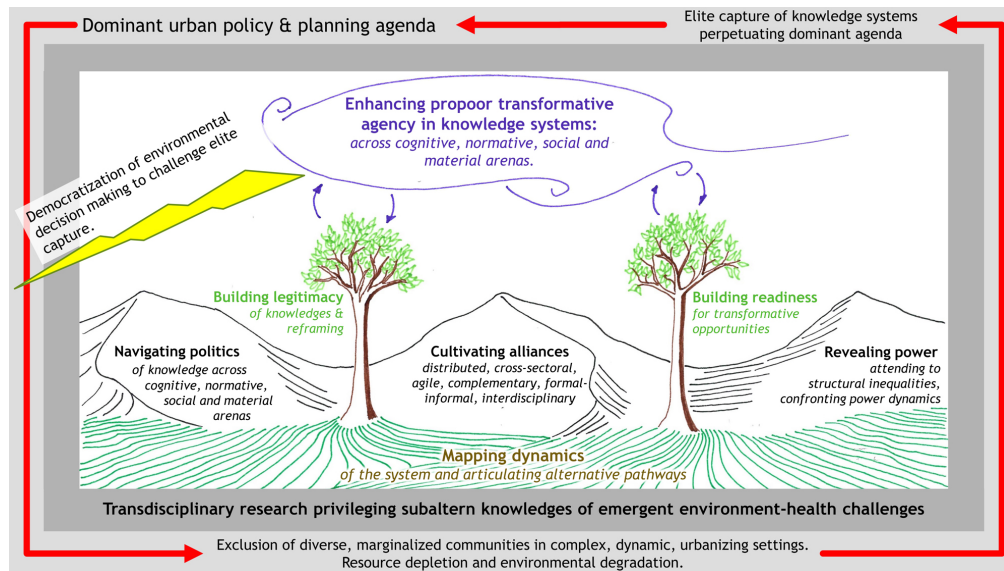 Dominant urban policy & planning agenda
Elite capture of knowledge systems
perpetuating dominant agenda
Democratization of environmental
decision making to challenge elite
capture.
Enhancing propoor transformative
agency in knowledge systems:
across cognitive, normative, social and
material arenas.
Building legitimacy
of knowledges &
reframing
Building readiness
for transformative
opportunities
Navigating politics
of knowledge across
cognitive, normative,
social and material
arenas
Cultivating alliances
distributed, cross-sectoral,
agile, complementary, formal-
informal, interdisciplinary
Revealing power
attending to
structural inequalities,
confronting power dynamics
Mapping dynamics
of the system and articulating alternative pathways
Transdisciplinary research privileging subaltern knowledges of emergent environment-health challenges
Exclusion of diverse, marginalized communities in complex, dynamic, urbanizing settings.
Resource depletion and environmental degradation.